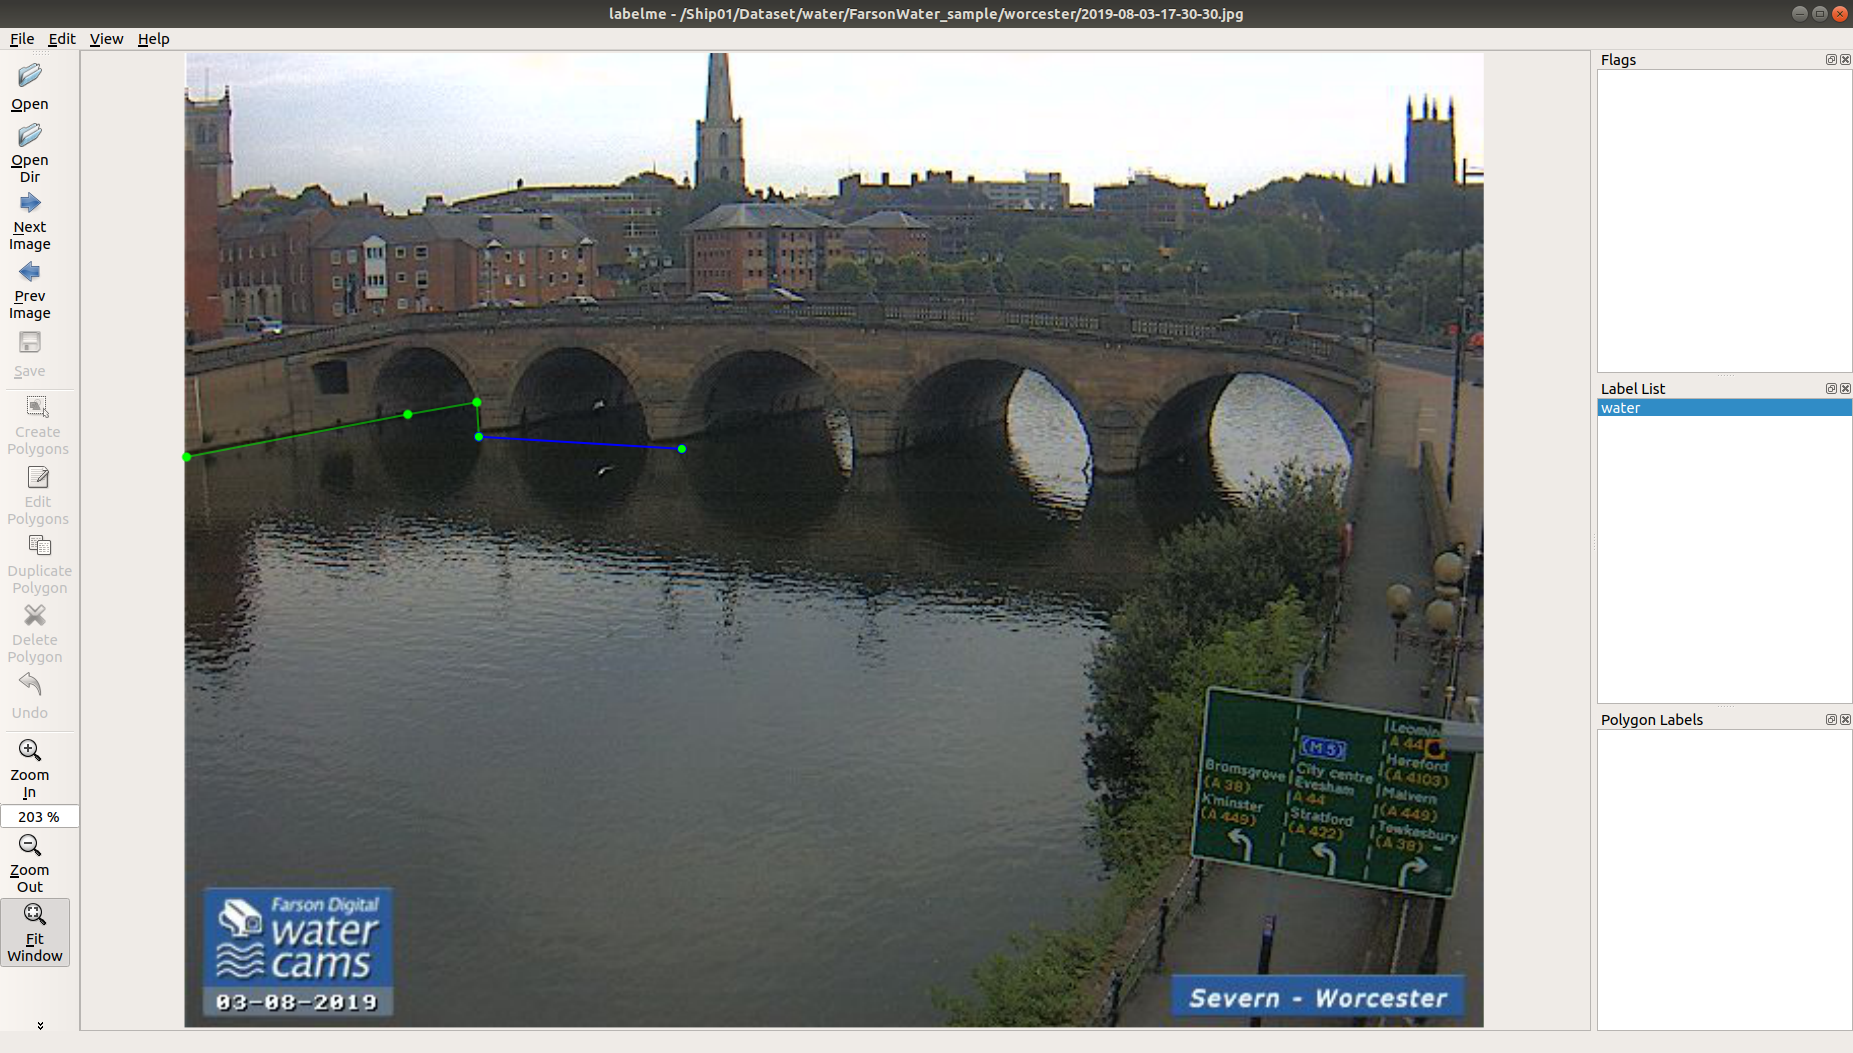 labelme - /Ship01/Dataset/water/FarsonWater_sample/worcester/2019-08-03-17-30-30.jpg
File Edit View Help
Open
Open
Dir
Next
Image
Prev
Image
Save
Create
Polygons
Edit
Polygons
Duplicate
Polygon
Delete
Polygon
Undo
Zoom
In
203 %
Zoom
Out
Fit
Window
Farson Digital
water
cams
03-08-2019
(M5)
Bromsgrove
(A 38)
K'minster
(A 449)
City centre
Evesham
A 44
Stratford
(A 422)
Leomin
A 44
Hereford
(A 4103)
Malvern
(A 449)
Tewkesbury
(A 38)
Severn - Worcester
Flags
Label List
water
Polygon Labels